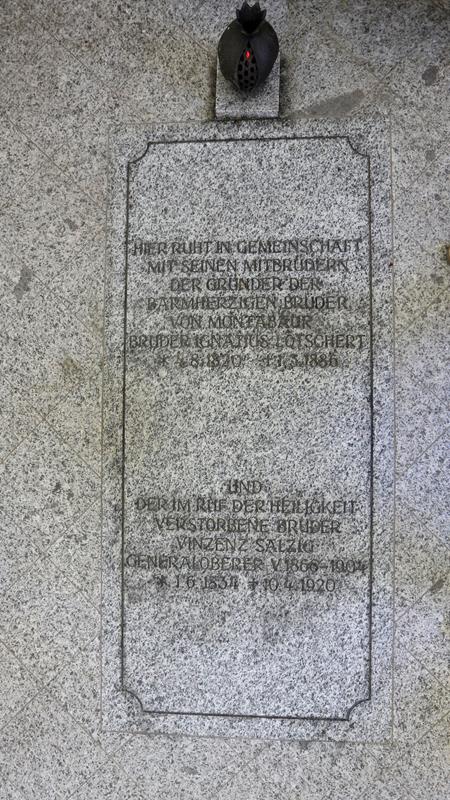 HIER RUHT IN GEMEINSCHAFT
MIT SEINEN MITBRÜDERN
DER GRÜNDER DER
BARMHERZIGEN BRÜDER
VON MONTABAUR
BRUDER IGNATIUS LÖTSCHERT
* 4.8.1820 + 1.3.1886
UND
DER IM RUF DER HEILIGKEIT
VERSTORBENE BRUDER
VINZENZ SALZIG
GENERALOBERER V. 1866-1904
* 1.6.1834 + 10.4.1920